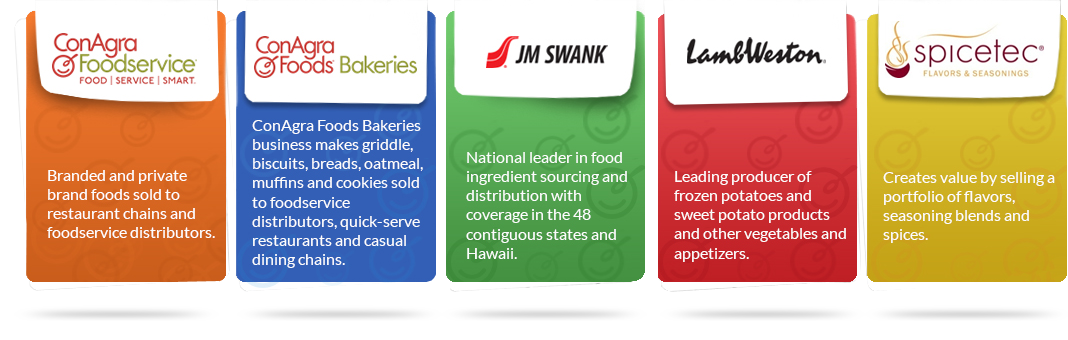 ConAgra
Foodservice®
FOOD | SERVICE | SMART.
Branded and private
brand foods sold to
restaurant chains and
foodservice distributors.
ConAgra
Foods® Bakeries
ConAgra Foods Bakeries
business makes griddle,
biscuits, breads, oatmeal,
muffins and cookies sold
to foodservice
distributors, quick-serve
restaurants and casual
dining chains.
JM SWANK
National leader in food
ingredient sourcing and
distribution with
coverage in the 48
contiguous states and
Hawaii.
LambWeston®
Leading producer of
frozen potatoes and
sweet potato products
and other vegetables and
appetizers.
spicetec®
FLAVORS & SEASONINGS
Creates value by selling a
portfolio of flavors,
seasoning blends and
spices.